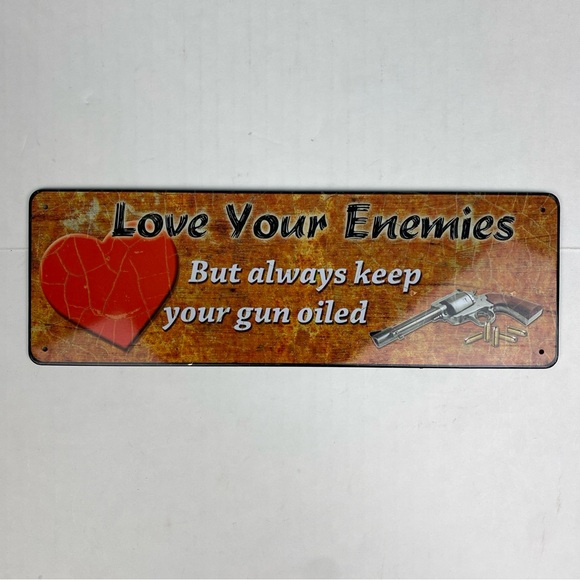 Love Your Enemies
But always keep
your gun oiled